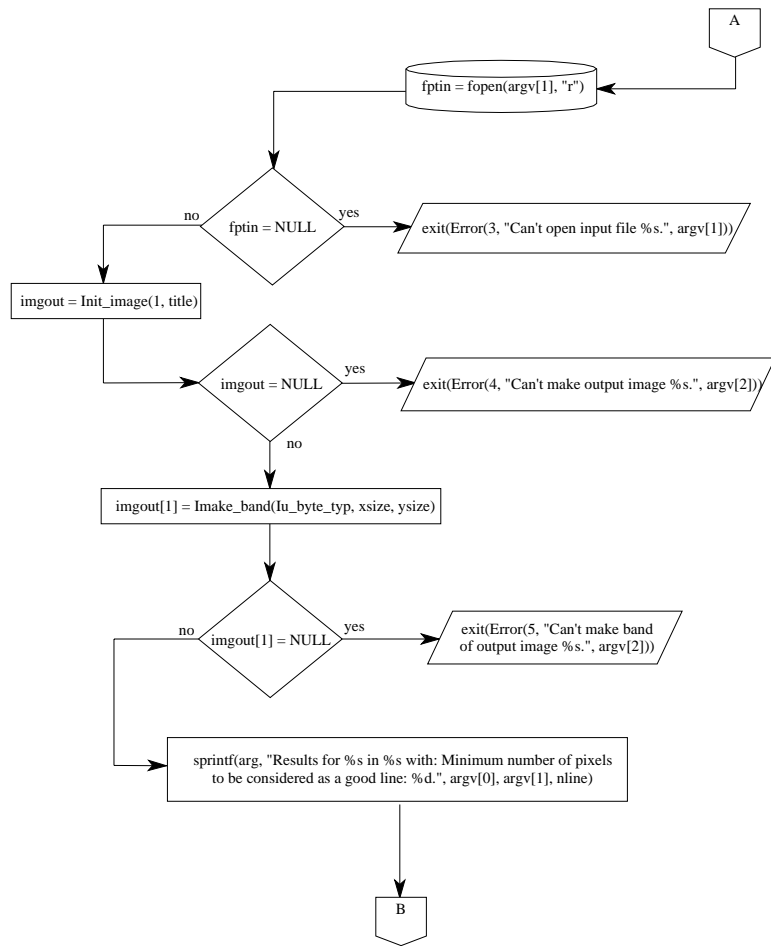 A
fptin = fopen(argv[1], "r")
no
yes
fptin = NULL
exit(Error(3, "Can't open input file %s.", argv[1]))
imgout = Init_image(1, title)
yes
imgout = NULL
exit(Error(4, "Can't make output image %s.", argv[2]))
no
imgout[1] = Imake_band(Iu_byte_typ, xsize, ysize)
no
yes
imgout[1] = NULL
exit(Error(5, "Can't make band
of output image %s.", argv[2]))
sprintf(arg, "Results for %s in %s with: Minimum number of pixels
to be considered as a good line: %d.", argv[0], argv[1], nline)
B